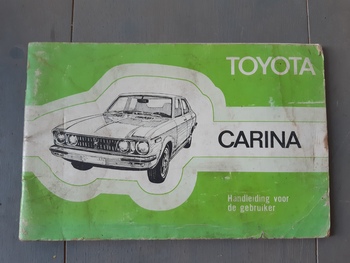 TOYOTA
CARINA
Handleiding voor
de gebruiker